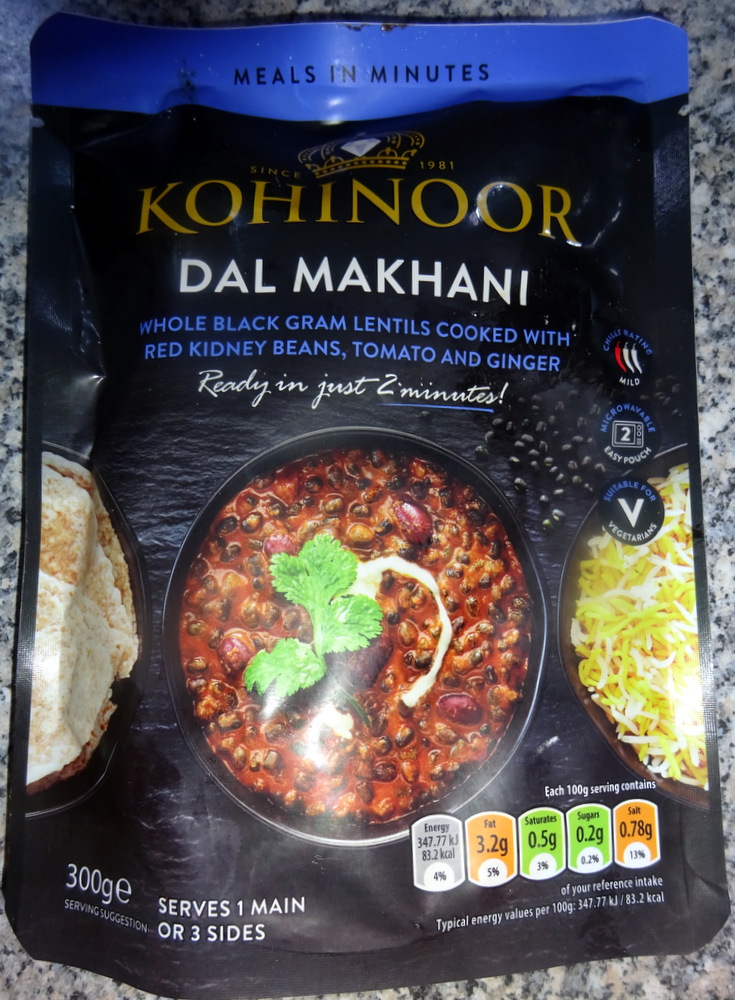 MEALS IN MINUTES
SINCE 1981
KOHINOOR
DAL MAKHANI
WHOLE BLACK GRAM LENTILS COOKED WITH
RED KIDNEY BEANS, TOMATO AND GINGER
Ready in just 2 minutes!
CHILLI RATING
MILD
MICROWAVABLE
2
EASY POUCH
SUITABLE FOR
V
VEGETARIANS
Each 100g serving contains
Energy
347.77 kJ
83.2 kcal
4%
Fat
3.2g
5%
Saturates
0.5g
3%
Sugars
0.2g
0.2%
Salt
0.78g
13%
of your reference intake
Typical energy values per 100g: 347.77 kJ / 83.2 kcal
300g e
SERVING SUGGESTION
SERVES 1 MAIN
OR 3 SIDES